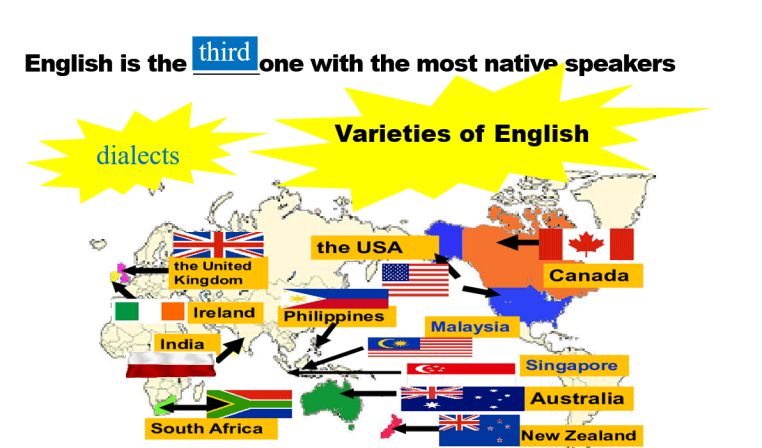 English is the third one with the most native speakers
Varieties of English
dialects
the USA
the United
Kingdom
Canada
Ireland
Philippines
Malaysia
India
Singapore
Australia
South Africa
New Zealand